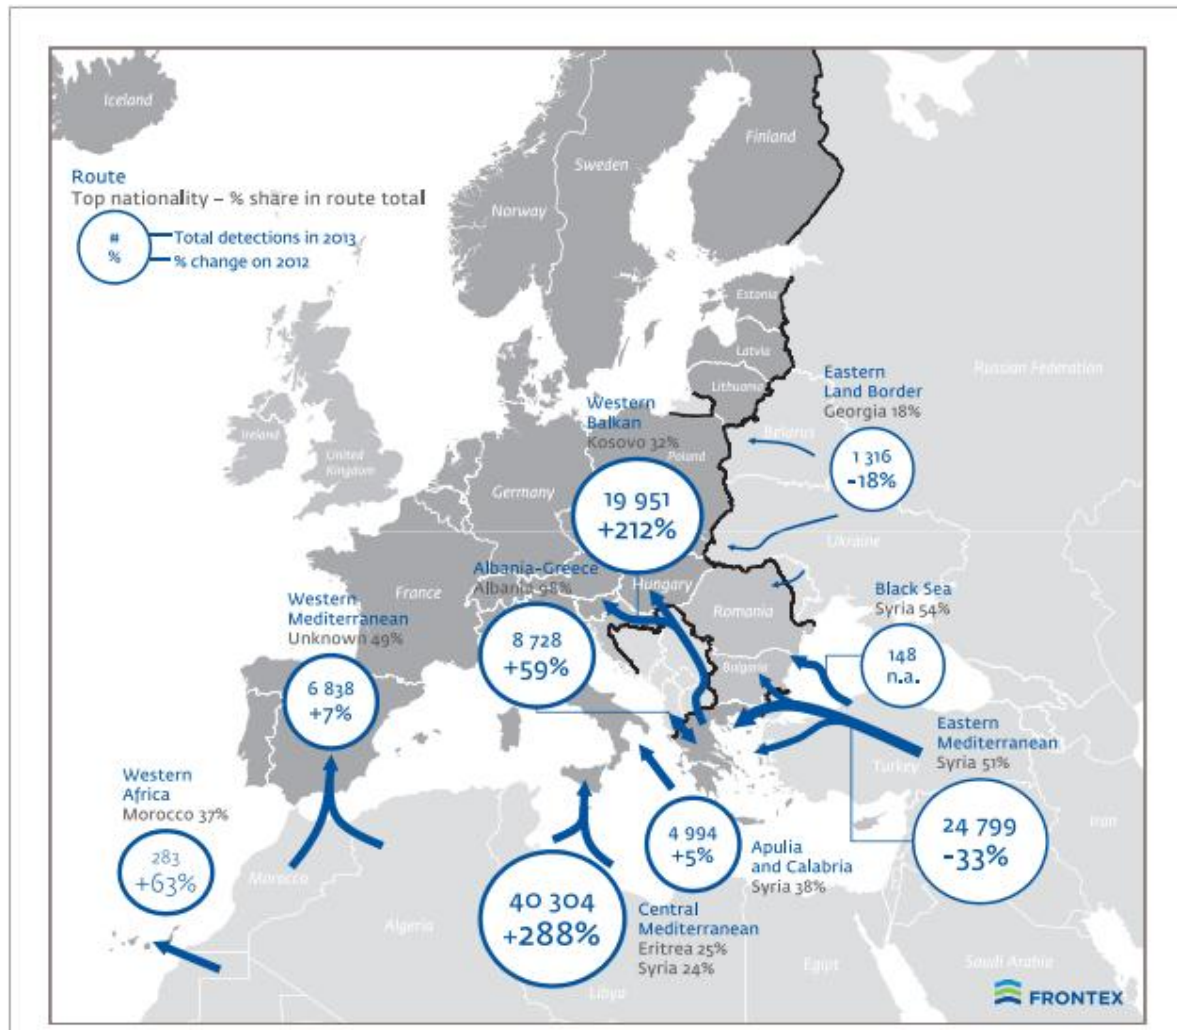 Iceland
Finland
Sweden
Norway
Route
Top nationality – % share in route total
#
%
Total detections in 2013
% change on 2012
Estonia
Latvia
Lithuania
Russian Federation
Eastern
Land Border
Georgia 18%
1 316
-18%
Belarus
Western
Balkan
Kosovo 32%
Poland
19 951
+212%
Ireland
United
Kingdom
Germany
Ukraine
Albania-Greece
Albania 98%
Hungary
France
Romania
Black Sea
Syria 54%
148
n.a.
Western
Mediterranean
Unknown 49%
6 838
+7%
8 728
+59%
Bulgaria
Eastern
Mediterranean
Syria 51%
24 799
-33%
Turkey
Iran
Western
Africa
Morocco 37%
283
+63%
Morocco
4 994
+5%
Apulia
and Calabria
Syria 38%
40 304
+288%
Central
Mediterranean
Eritrea 25%
Syria 24%
Algeria
Libya
Egypt
Saudi Arabia
FRONTEX